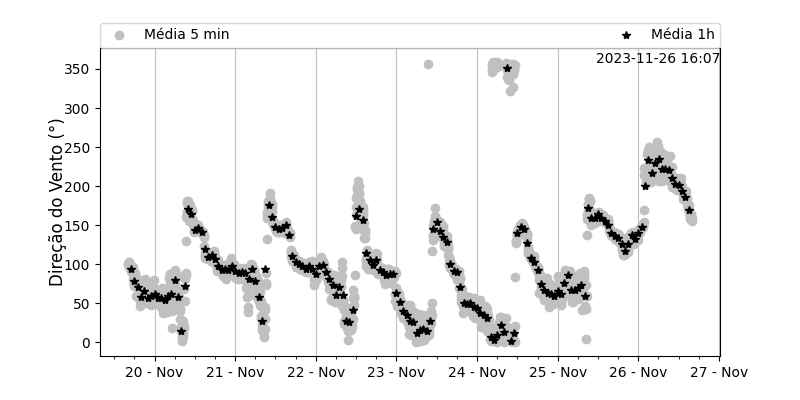 Média 5 min
Média 1h
2023-11-26 16:07
Direção do Vento (°)
350
300
250
200
150
100
50
0
20 - Nov
21 - Nov
22 - Nov
23 - Nov
24 - Nov
25 - Nov
26 - Nov
27 - Nov